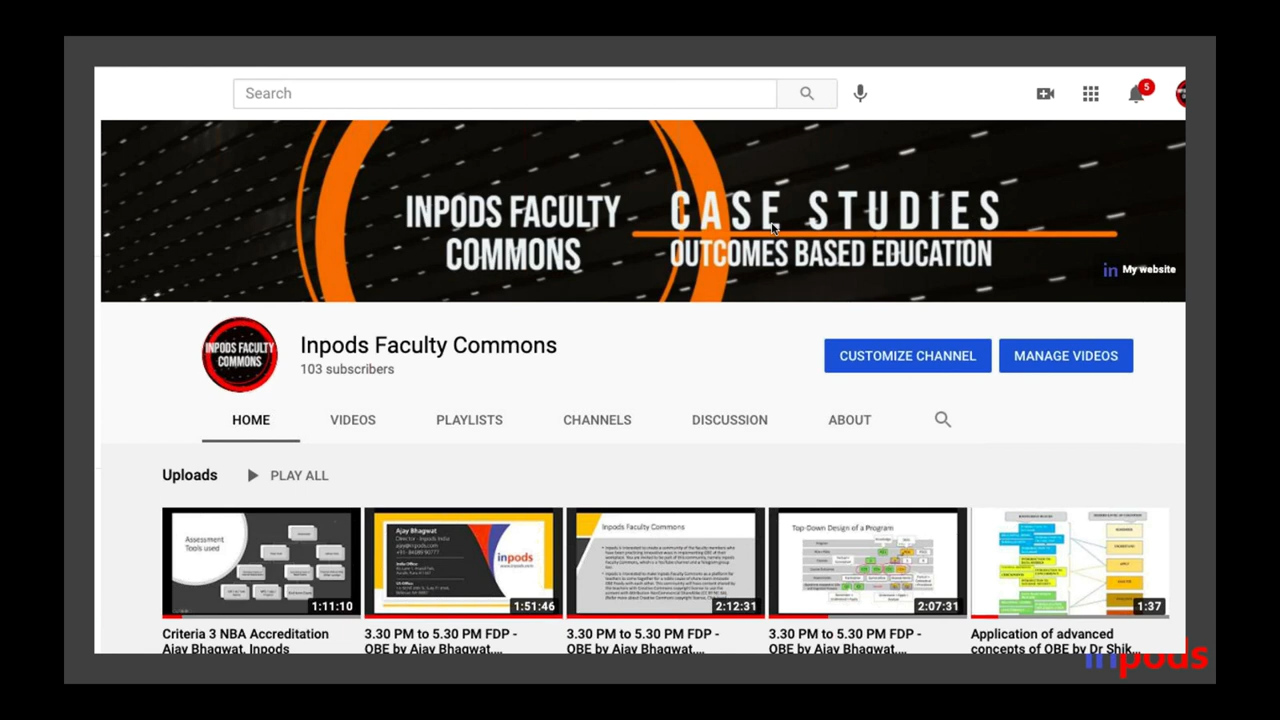 Search
5
INPODS FACULTY
COMMONS
CASE STUDIES
OUTCOMES BASED EDUCATION
in My website
INPODS FACULTY
COMMONS
Inpods Faculty Commons
103 subscribers
CUSTOMIZE CHANNEL
MANAGE VIDEOS
HOME
VIDEOS
PLAYLISTS
CHANNELS
DISCUSSION
ABOUT
Uploads
PLAY ALL
Assessment
Tools used
1:11:10
Ajay Bhagwat
Director - Inpods India
inpods
1:51:46
Inpods Faculty Commons
2:12:31
Top-Down Design of a Program
2:07:31
1:37
Criteria 3 NBA Accreditation
Ajay Bhagwat, Inpods
3.30 PM to 5.30 PM FDP -
OBE by Ajay Bhagwat,...
3.30 PM to 5.30 PM FDP -
OBE by Ajay Bhagwat,...
3.30 PM to 5.30 PM FDP -
OBE by Ajay Bhagwat,...
Application of advanced
concepts of OBE by Dr Shik...
inpods